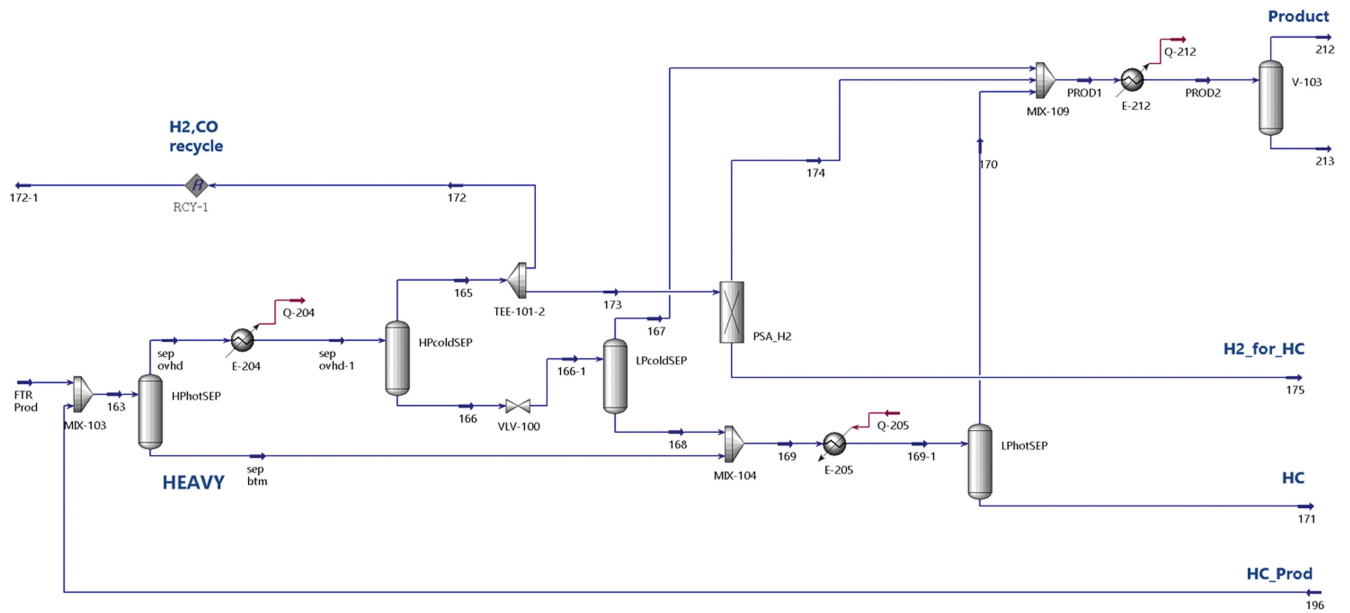 Product
212
Q-212
V-103
PROD1
E-212
PROD2
MIX-109
213
H2,CO
recycle
170
174
172-1
RCY-1
172
165
TEE-101-2
173
Q-204
167
PSA_H2
sep
ovhd
E-204
sep
ovhd-1
HPcoldSEP
166-1
LPcoldSEP
H2_for_HC
175
FTR
Prod
MIX-103
163
HPhotSEP
166
VLV-100
168
Q-205
MIX-104
169
E-205
169-1
LPhotSEP
HEAVY
sep
btm
HC
171
HC_Prod
196
R